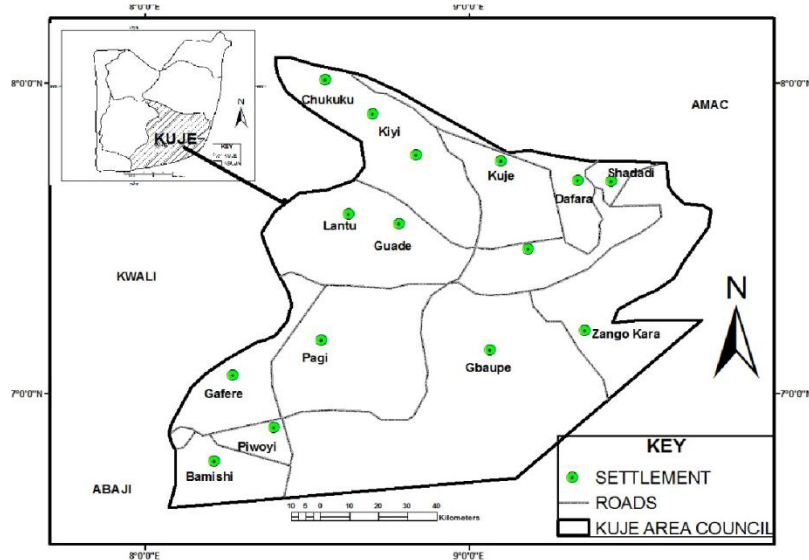 8°0'0"E
9°0'0"E
8°0'0"N
8°0'0"N
AMAC
N
KUJE
KEY
Chukuku
Kiyi
Kuje
Shadadi
Dafara
Lantu
Guade
KWALI
N
Zango Kara
Pagi
Gbaupe
7°0'0"N
7°0'0"N
Gafere
Piwoyi
Bamishi
ABAJI
KEY
SETTLEMENT
ROADS
KUJE AREA COUNCIL
10 5 0 10 20 30 40
Kilometers
8°0'0"E
9°0'0"E